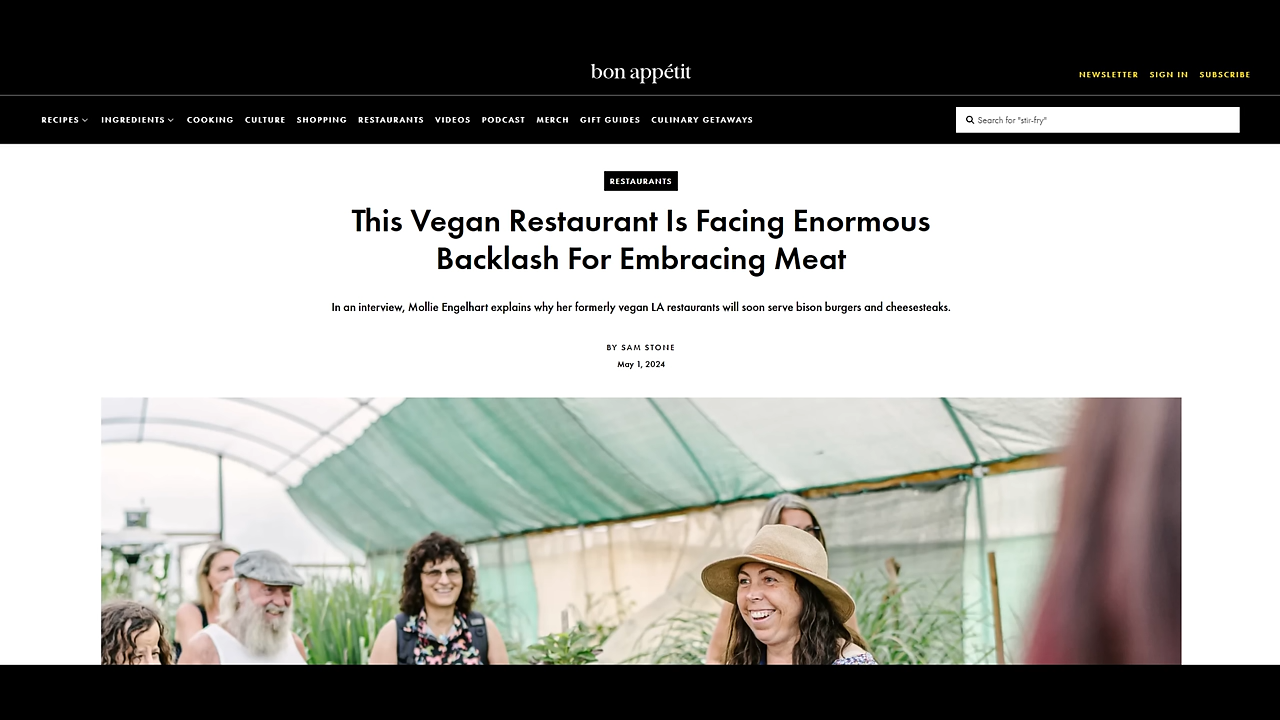 bon appétit
NEWSLETTER SIGN IN SUBSCRIBE
RECIPES INGREDIENTS COOKING CULTURE SHOPPING RESTAURANTS VIDEOS PODCAST MERCH GIFT GUIDES CULINARY GETAWAYS
Search for "stir-fry"
RESTAURANTS
This Vegan Restaurant Is Facing Enormous
Backlash For Embracing Meat
In an interview, Mollie Engelhart explains why her formerly vegan LA restaurants will soon serve bison burgers and cheesesteaks.
BY SAM STONE
May 1, 2024